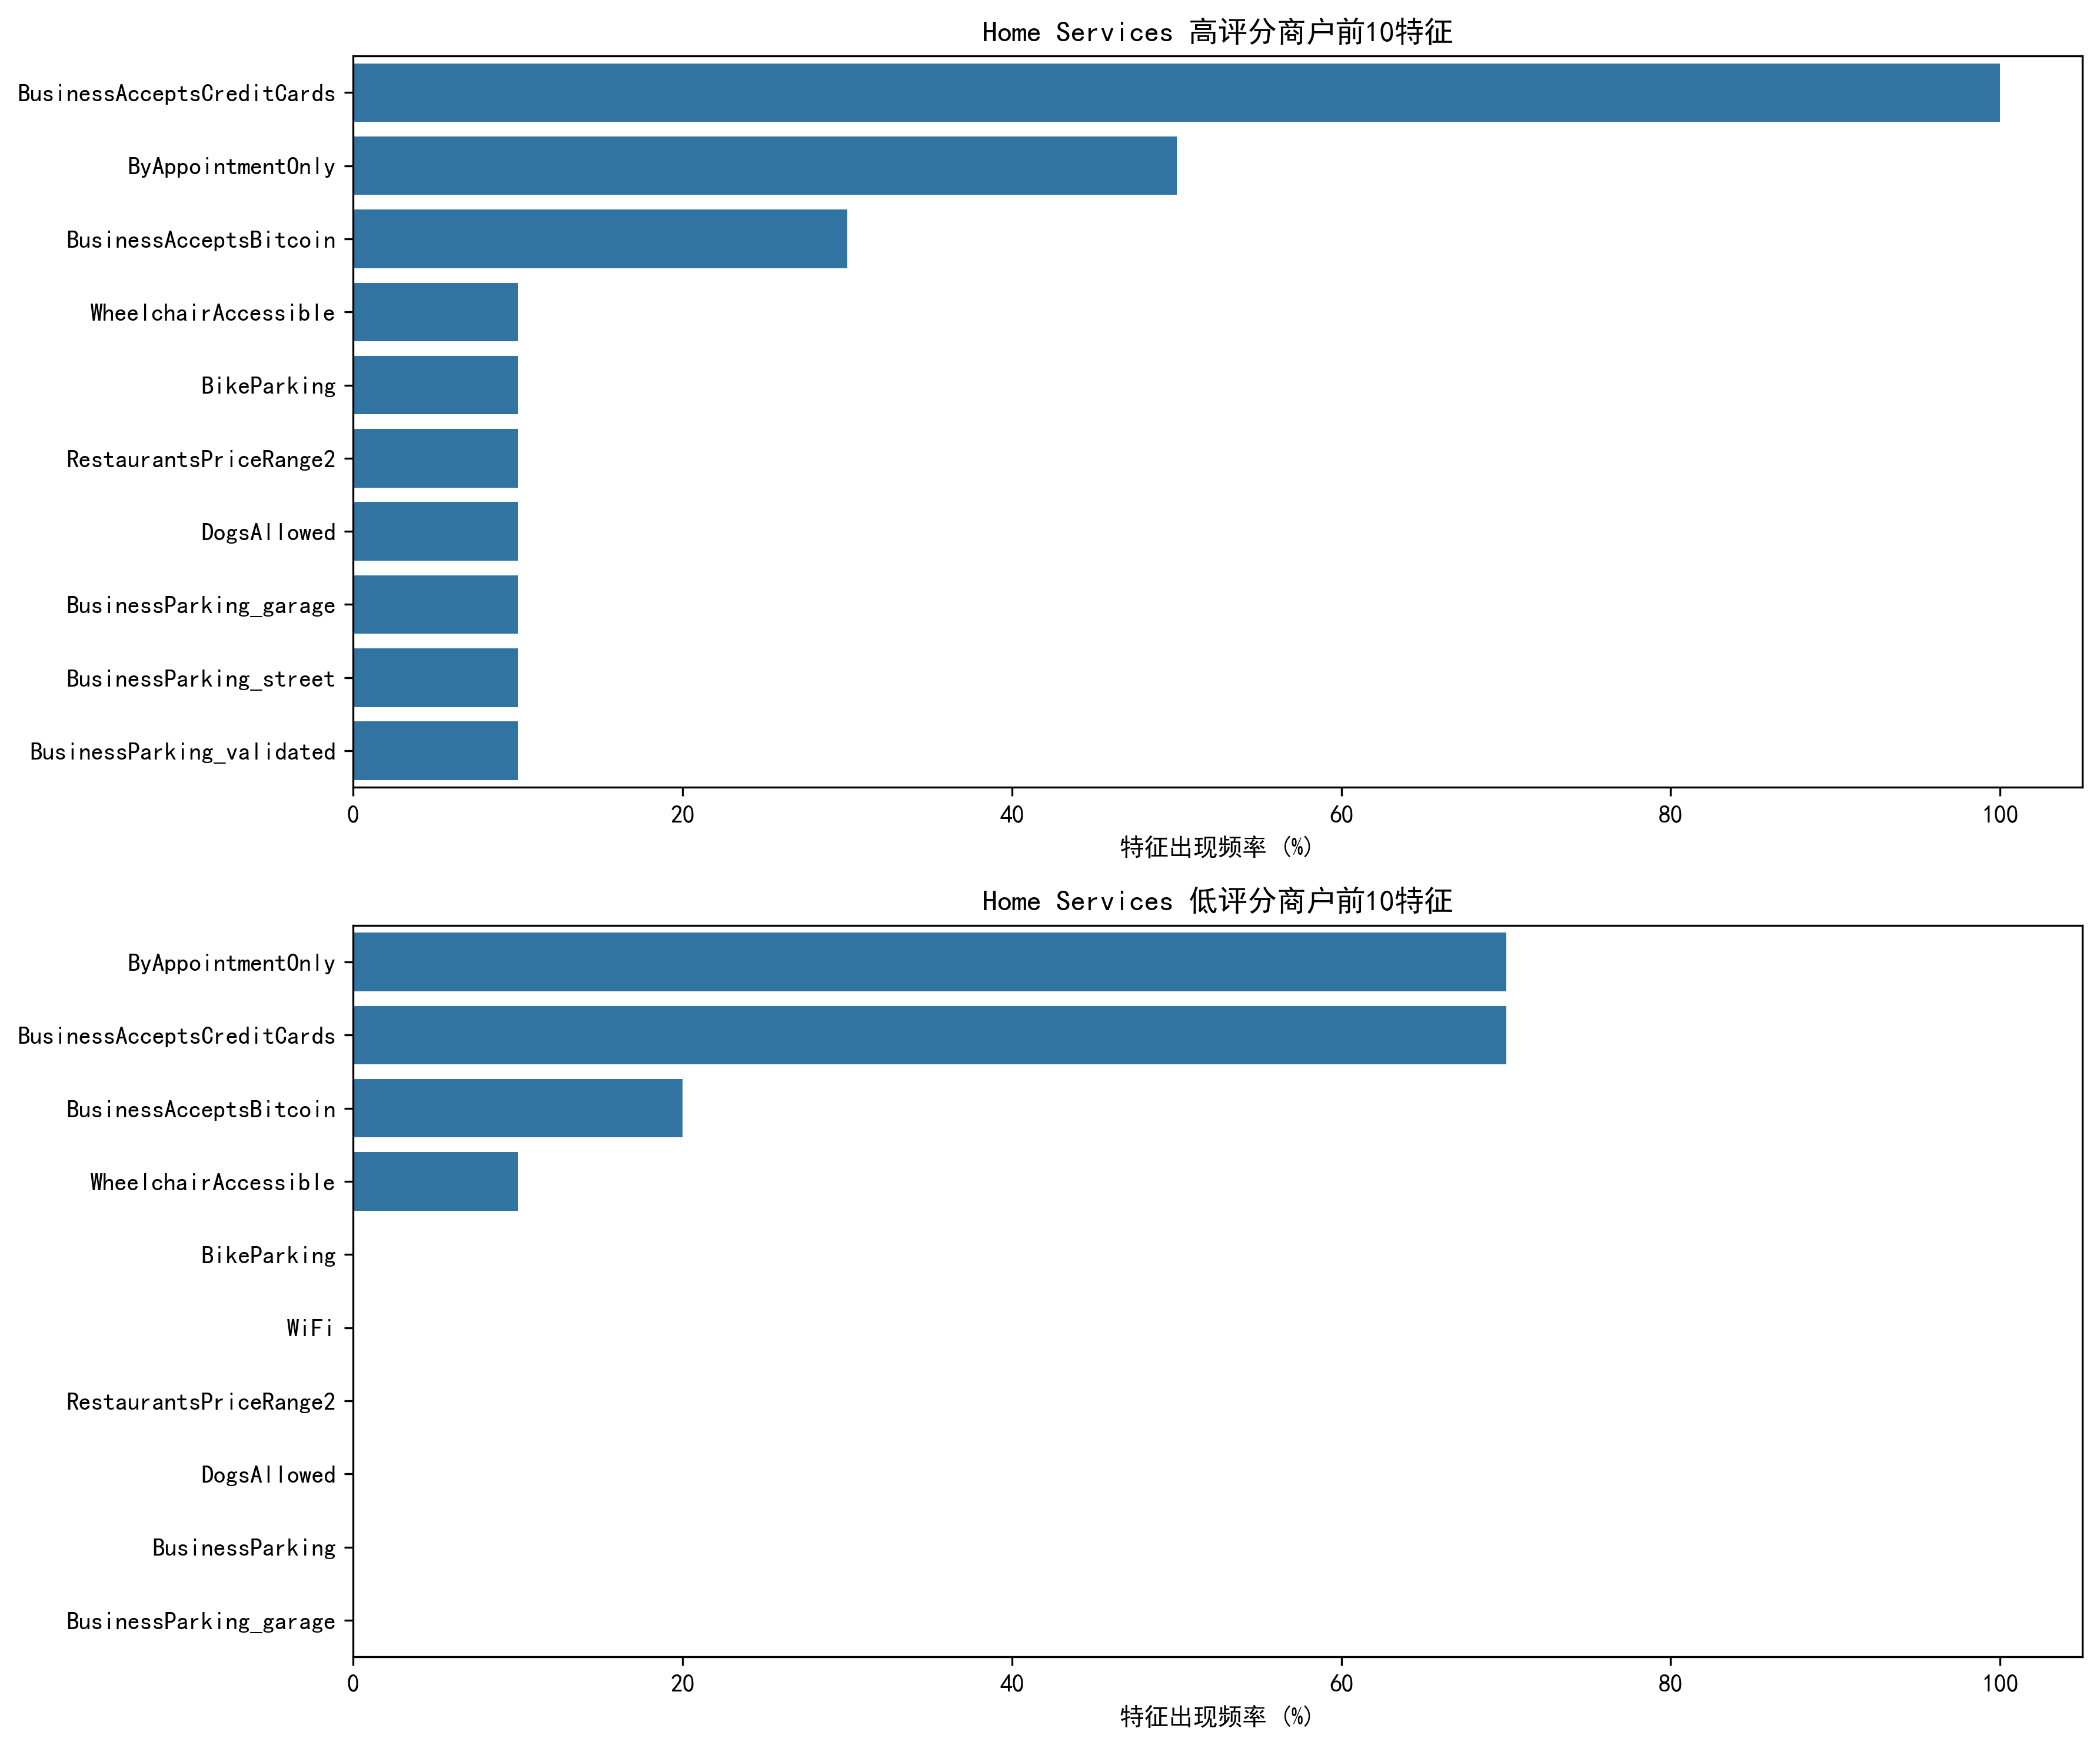 Home Services 高评分商户前10特征
BusinessAcceptsCreditCards
ByAppointmentOnly
BusinessAcceptsBitcoin
WheelchairAccessible
BikeParking
RestaurantsPriceRange2
DogsAllowed
BusinessParking_garage
BusinessParking_street
BusinessParking_validated
0 20 40 60 80 100
特征出现频率 (%)
Home Services 低评分商户前10特征
ByAppointmentOnly
BusinessAcceptsCreditCards
BusinessAcceptsBitcoin
WheelchairAccessible
BikeParking
WiFi
RestaurantsPriceRange2
DogsAllowed
BusinessParking
BusinessParking_garage
0 20 40 60 80 100
特征出现频率 (%)